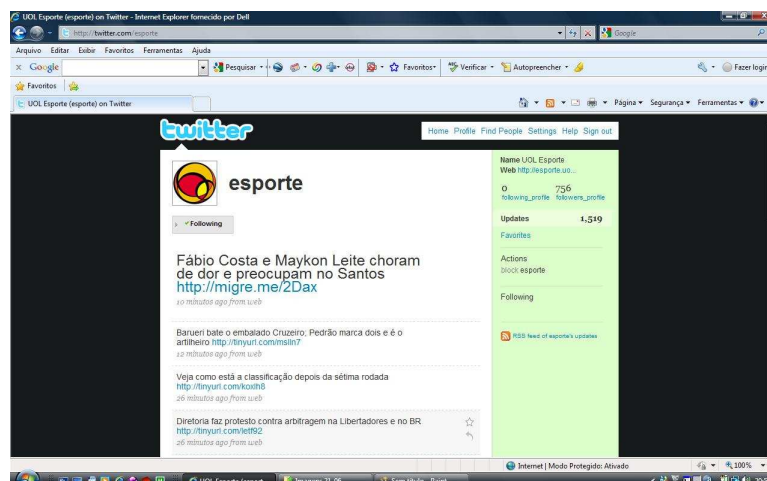 UOL Esporte (esporte) on Twitter - Internet Explorer fornecido por Dell
http://twitter.com/esporte
Google
Arquivo Editar Exibir Favoritos Ferramentas Ajuda
x Google Pesquisar Favoritos Verificar Autopreencher Fazer login
Favoritos
UOL Esporte (esporte) on Twitter Página Segurança Ferramentas
twitter
Home Profile Find People Settings Help Sign out
esporte
Following
Fábio Costa e Maykon Leite choram
de dor e preocupam no Santos
http://migre.me/2Dax
10 minutos ago from web
Barueri bate o embalado Cruzeiro; Pedrão marca dois e é o
artilheiro http://tinyurl.com/mslln7
12 minutos ago from web
Veja como está a classificação depois da sétima rodada
http://tinyurl.com/koxlh8
26 minutos ago from web
Diretoria faz protesto contra arbitragem na Libertadores e no BR
http://tinyurl.com/letf92
26 minutos ago from web
Name UOL Esporte
Web http://esporte.uo...
0 756
following_profile followers_profile
Updates 1,519
Favorites
Actions
block esporte
Following
RSS feed of esporte's updates
Internet | Modo Protegido: Ativado 100%